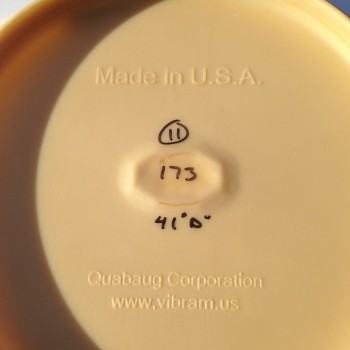 Made in U.S.A.
11
173
41°D"
Quabaug Corporation
www.vibram.us